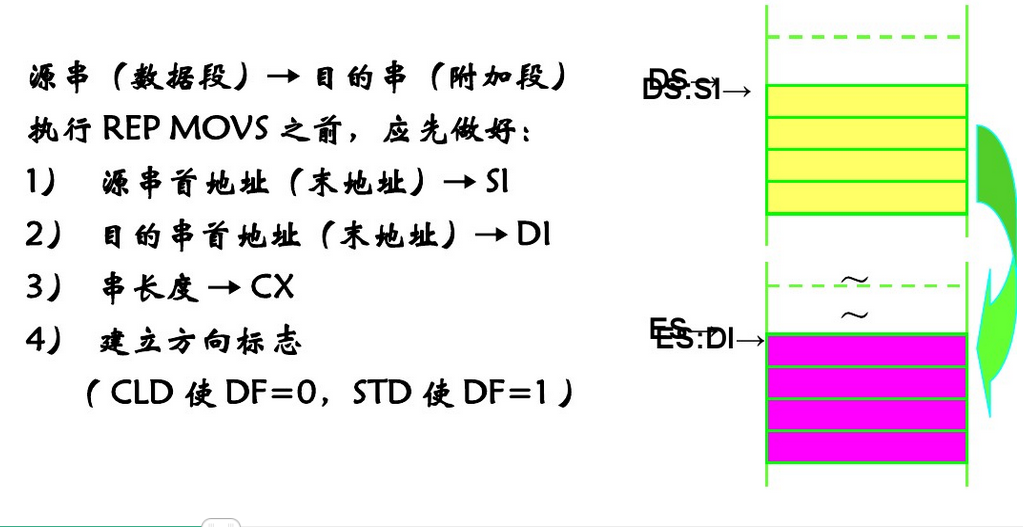 源串（数据段）→ 目的串（附加段）
执行 REP MOVS 之前，应先做好：
1） 源串首地址（末地址）→ SI
2） 目的串首地址（末地址）→ DI
3） 串长度 → CX
4） 建立方向标志
（ CLD 使 DF=0，STD 使 DF=1 ）
DS→
DS:SI→
～
～
ES→
ES:DI→